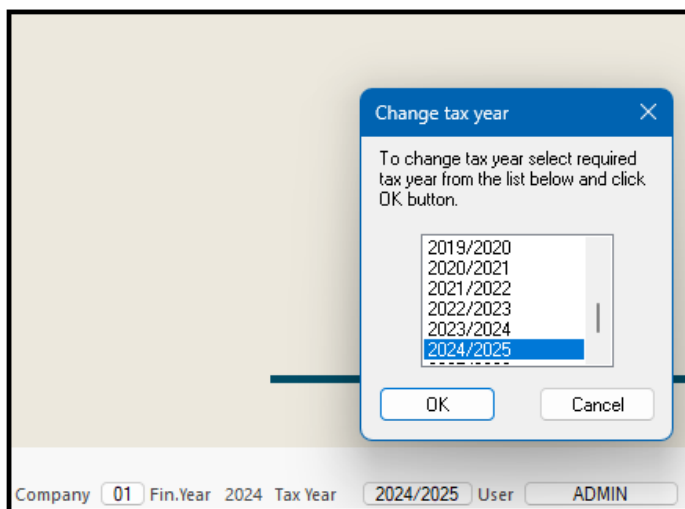 Change tax year
To change tax year select required
tax year from the list below and click
OK button.
2019/2020
2020/2021
2021/2022
2022/2023
2023/2024
2024/2025
OK Cancel
Company 01 Fin.Year 2024 Tax Year 2024/2025 User ADMIN